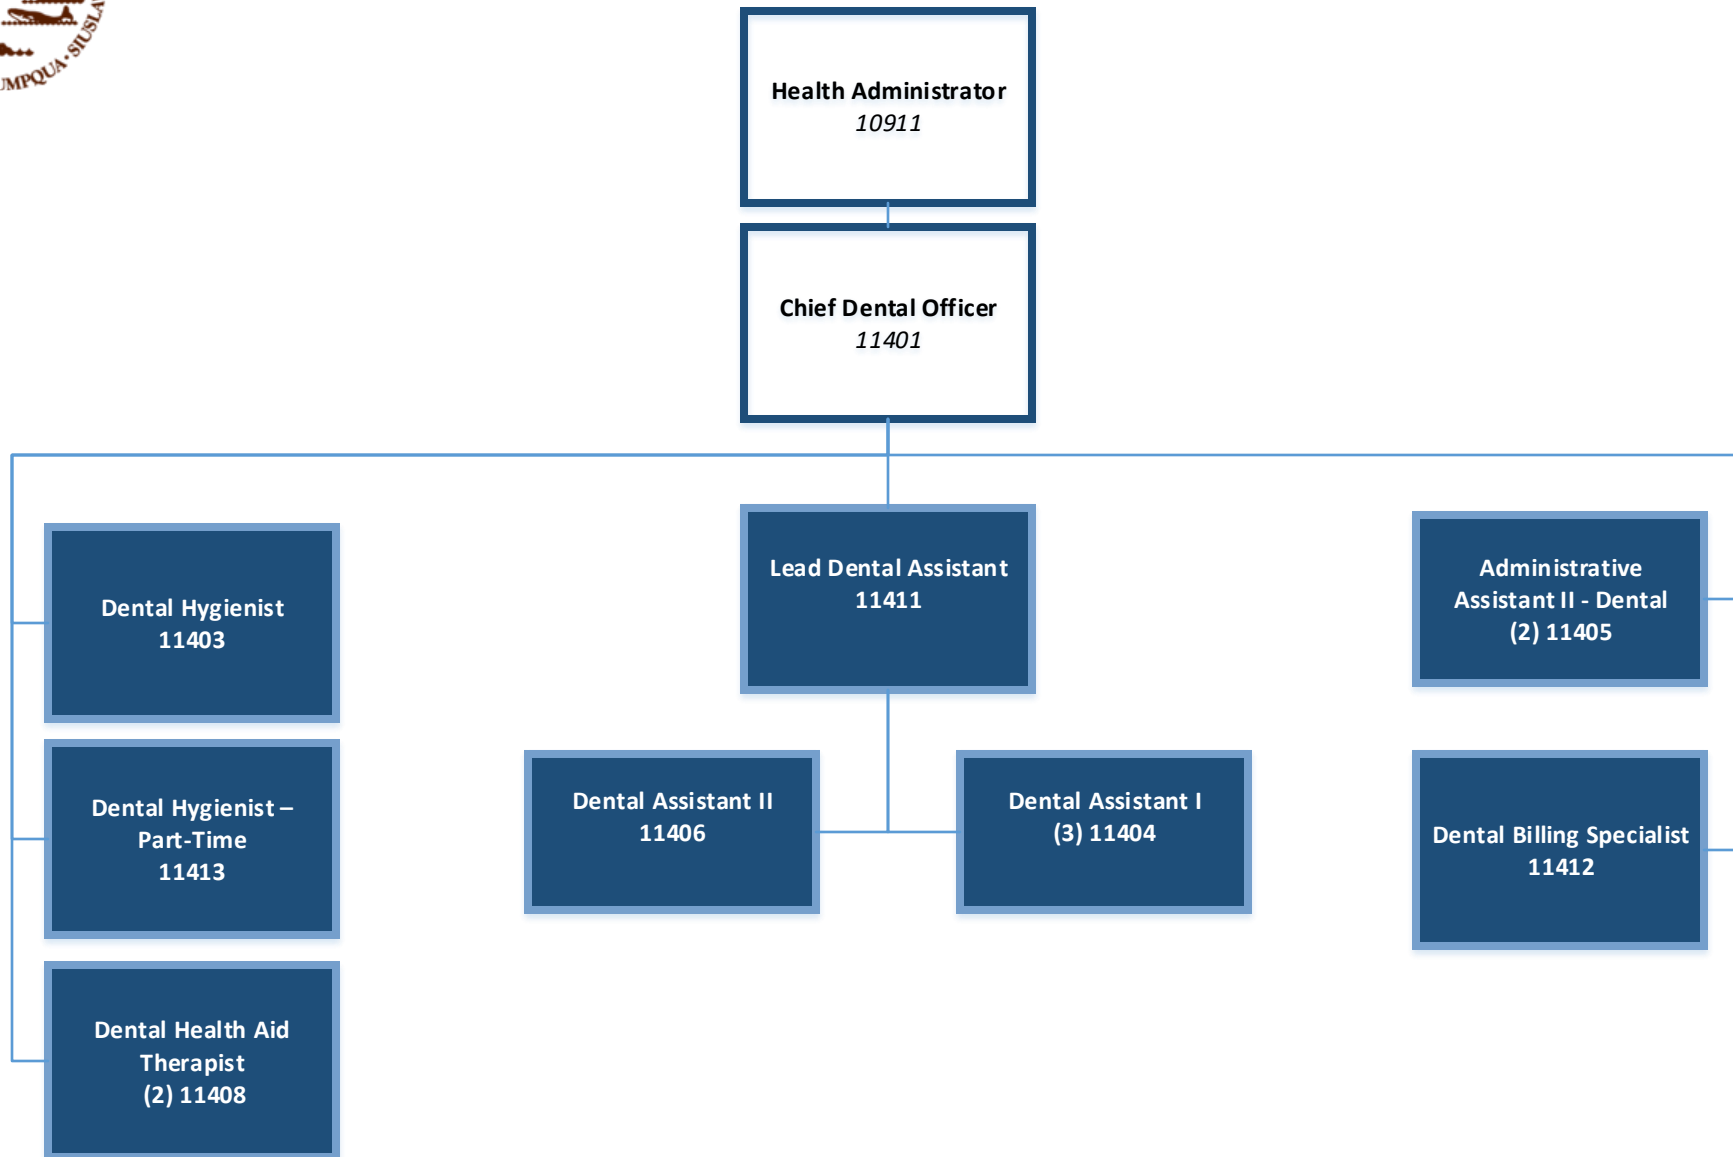 SIUSLA
UMPQUA
Health Administrator
10911
Chief Dental Officer
11401
Dental Hygienist
11403
Dental Hygienist –
Part-Time
11413
Dental Health Aid
Therapist
(2) 11408
Lead Dental Assistant
11411
Dental Assistant II
11406
Dental Assistant I
(3) 11404
Administrative
Assistant II - Dental
(2) 11405
Dental Billing Specialist
11412